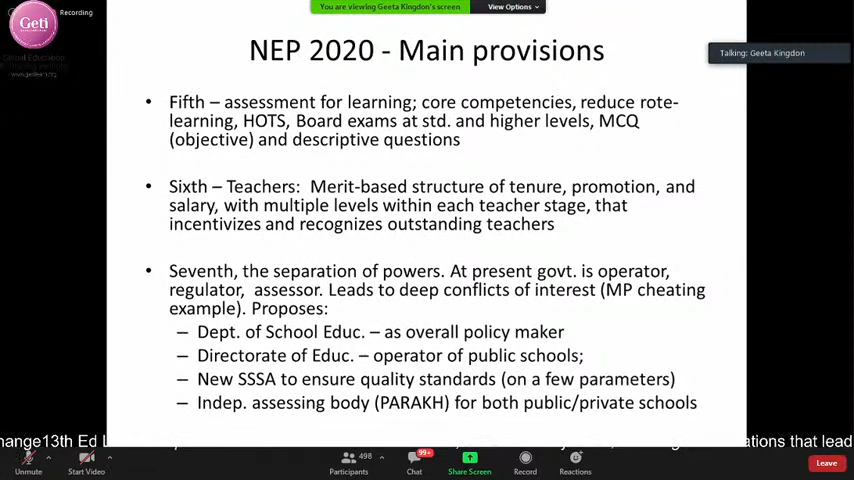 You are viewing Geeta Kingdon's screen
View Options
Recording
Geti
Talking: Geeta Kingdon
NEP 2020 - Main provisions
• Fifth – assessment for learning; core competencies, reduce rote-
learning, HOTS, Board exams at std. and higher levels, MCQ
(objective) and descriptive questions
• Sixth – Teachers: Merit-based structure of tenure, promotion, and
salary, with multiple levels within each teacher stage, that
incentivizes and recognizes outstanding teachers
• Seventh, the separation of powers. At present govt. is operator,
regulator, assessor. Leads to deep conflicts of interest (MP cheating
example). Proposes:
– Dept. of School Educ. – as overall policy maker
– Directorate of Educ. – operator of public schools;
– New SSSA to ensure quality standards (on a few parameters)
– Indep. assessing body (PARAKH) for both public/private schools
13th Ed
that lead
498
99+
Unmute
Start Video
Participants
Chat
Share Screen
Record
Reactions
Leave